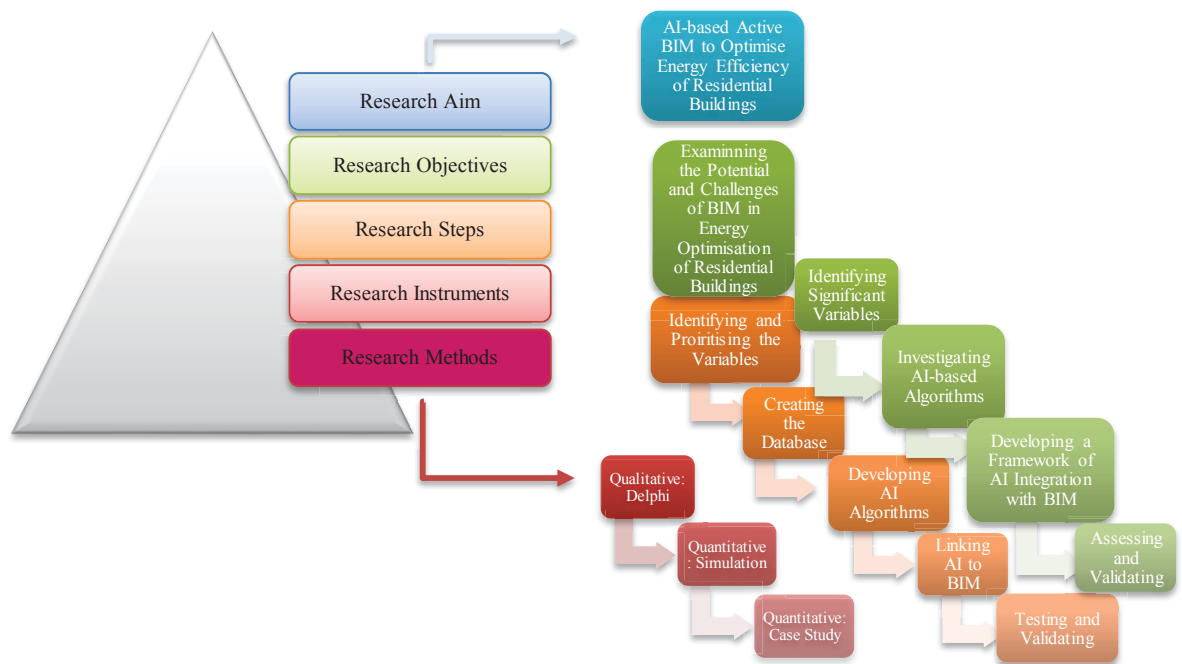 Research Aim
Research Objectives
Research Steps
Research Instruments
Research Methods
AI-based Active
BIM to Optimise
Energy Efficiency
of Residential
Buildings
Examinning
the Potential
and Challenges
of BIM in
Energy
Optimisation
of Residential
Buildings
Identifying
Significant
Variables
Investigating
AI-based
Algorithms
Developing a
Framework of
AI Integration
with BIM
Assessing
and
Validating
Identifying and
Proiritising the
Variables
Creating
the
Database
Developing
AI
Algorithms
Linking
AI to
BIM
Testing and
Validating
Qualitative:
Delphi
Quantitative
: Simulation
Quantitative:
Case Study